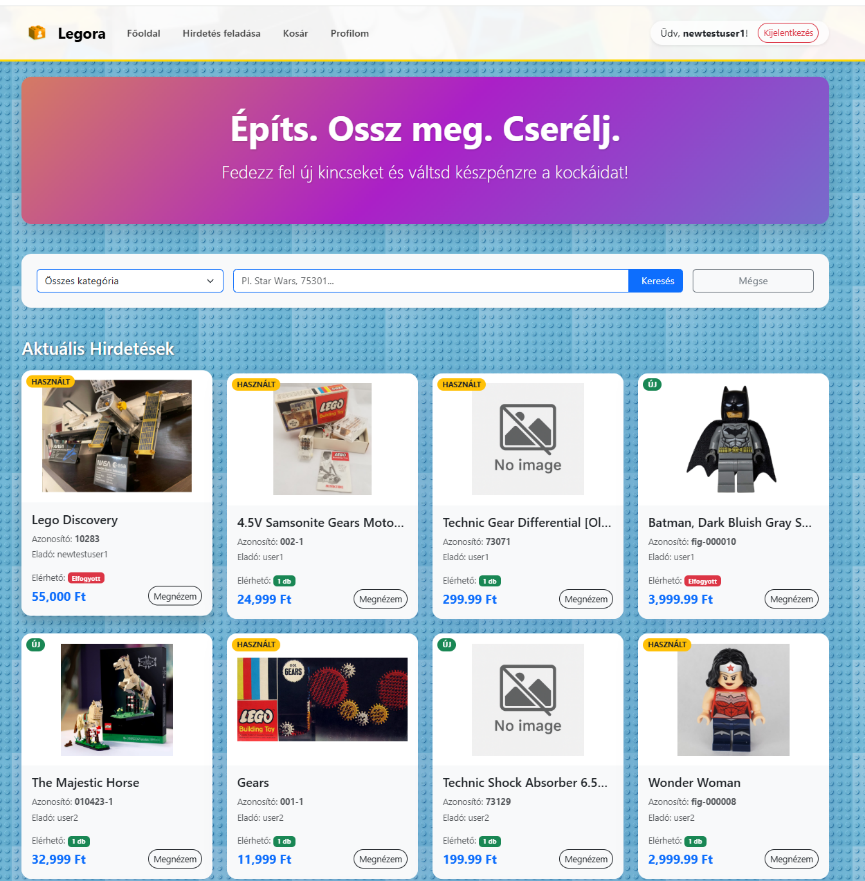 Legora Főoldal Hirdetés feladása Kosár Profilom Üdv, newtestuser1! Kijelentkezés
Építs. Ossz meg. Cserélj.
Fedezz fel új kincseket és váltsd készpénzre a kockáidat!
Összes kategória Pl. Star Wars, 75301... Keresés Mégse
Aktuális Hirdetések
HASZNÁLT
NASA
Lego Discovery
Azonosító: 10283
Eladó: newtestuser1
Elérhető: Elfogyott
55,000 Ft Megnézem
HASZNÁLT
LEGO
4.5V Samsonite Gears Moto...
Azonosító: 002-1
Eladó: user1
Elérhető: 1 db
24,999 Ft Megnézem
HASZNÁLT
No image
Technic Gear Differential [Ol...
Azonosító: 73071
Eladó: user1
Elérhető: 1 db
299.99 Ft Megnézem
ÚJ
Batman, Dark Bluish Gray S...
Azonosító: fig-000010
Eladó: user1
Elérhető: Elfogyott
3,999.99 Ft Megnézem
ÚJ
The Majestic Horse
Azonosító: 010423-1
Eladó: user2
Elérhető: 1 db
32,999 Ft Megnézem
HASZNÁLT
GEARS
LEGO
Building Toy
Gears
Azonosító: 001-1
Eladó: user2
Elérhető: 1 db
11,999 Ft Megnézem
ÚJ
No image
Technic Shock Absorber 6.5...
Azonosító: 73129
Eladó: user2
Elérhető: 1 db
199.99 Ft Megnézem
HASZNÁLT
Wonder Woman
Azonosító: fig-000008
Eladó: user2
Elérhető: 1 db
2,999.99 Ft Megnézem